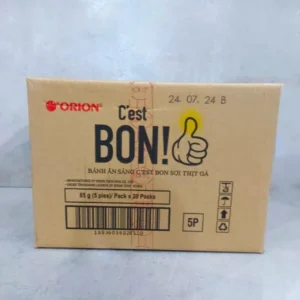 24 07. 24 B
ORION
C'est
BON!
BÁNH ĂN SÁNG C'EST BON SỢI THỊT GÀ
85 g (5 pies)/ Pack x 20 Packs
5P